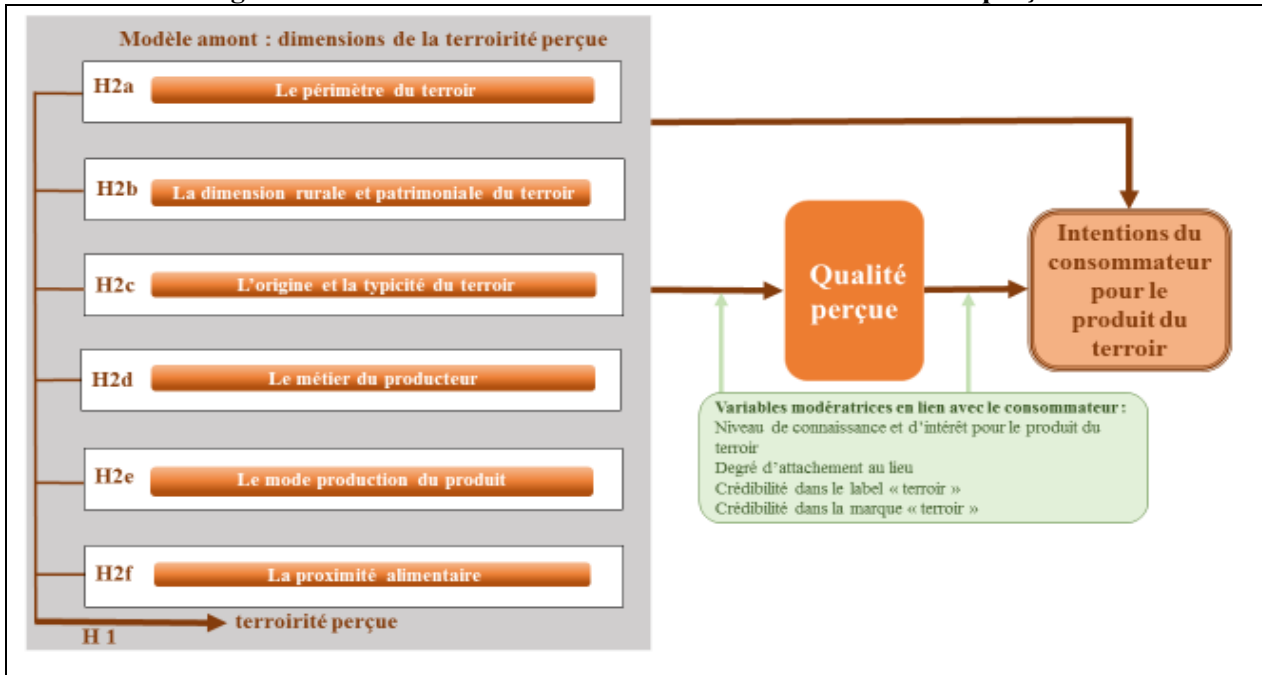 Modèle amont : dimensions de la terroirité perçue
H2a
Le périmètre du terroir
H2b
La dimension rurale et patrimoniale du terroir
H2c
L'origine et la typicité du terroir
H2d
Le métier du producteur
H2e
Le mode production du produit
H2f
La proximité alimentaire
terroirité perçue
H 1
Qualité
perçue
Intentions du
consommateur
pour le
produit du
terroir
Variables modératrices en lien avec le consommateur :
Niveau de connaissance et d'intérêt pour le produit du
terroir
Degré d'attachement au lieu
Crédibilité dans le label « terroir »
Crédibilité dans la marque « terroir »